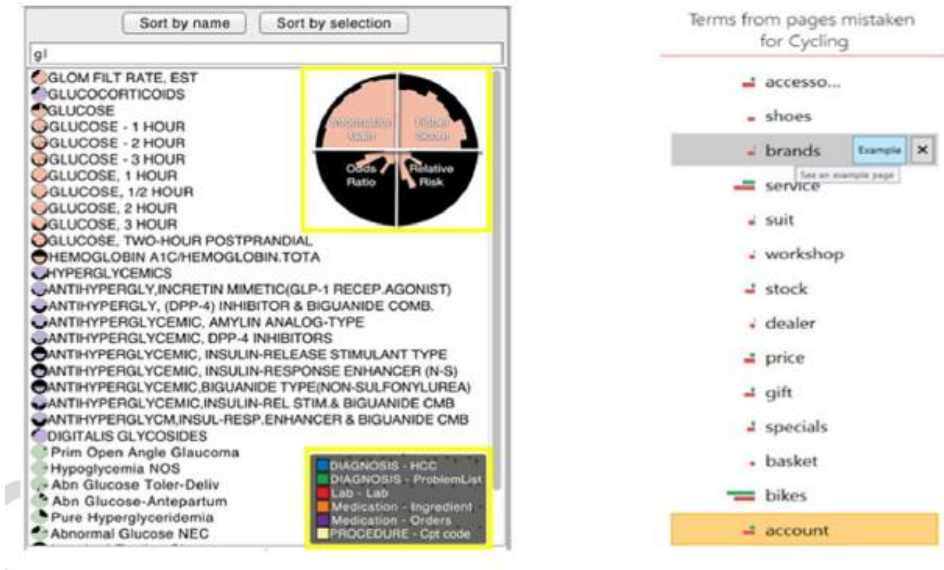 Sort by name Sort by selection
gl
GLOM FILT RATE, EST
GLUCOCORTICOIDS
GLUCOSE
GLUCOSE - 1 HOUR
GLUCOSE - 2 HOUR
GLUCOSE - 3 HOUR
GLUCOSE, 1 HOUR
GLUCOSE, 1/2 HOUR
GLUCOSE, 2 HOUR
GLUCOSE, 3 HOUR
GLUCOSE, TWO-HOUR POSTPRANDIAL
HEMOGLOBIN A1C/HEMOGLOBIN.TOTA
HYPERGLYCEMICS
ANTIHYPERGLY,INCRETIN MIMETIC(GLP-1 RECEP.AGONIST)
ANTIHYPERGLY, (DPP-4) INHIBITOR & BIGUANIDE COMB.
ANTIHYPERGLYCEMIC, AMYLIN ANALOG-TYPE
ANTIHYPERGLYCEMIC, DPP-4 INHIBITORS
ANTIHYPERGLYCEMIC, INSULIN-RELEASE STIMULANT TYPE
ANTIHYPERGLYCEMIC, INSULIN-RESPONSE ENHANCER (N-S)
ANTIHYPERGLYCEMIC,BIGUANIDE TYPE(NON-SULFONYLUREA)
ANTIHYPERGLYCEMIC,INSULIN-REL STIM.& BIGUANIDE CMB
ANTIHYPERGLYCM,INSUL-RESP.ENHANCER & BIGUANIDE CMB
DIGITALIS GLYCOSIDES
Prim Open Angle Glaucoma
Hypoglycemia NOS
Abn Glucose Toler-Deliv
Abn Glucose-Antepartum
Pure Hyperglyceridemia
Abnormal Glucose NEC
Information
Gain
Fisher
Score
Odds
Ratio
Relative
Risk
DIAGNOSIS - HCC
DIAGNOSIS - ProblemList
Lab - Lab
Medication - Ingredient
Medication - Orders
PROCEDURE - Cpt code
Terms from pages mistaken
for Cycling
accesso...
shoes
brands Example ×
See an example page
service
suit
workshop
stock
dealer
price
gift
specials
basket
bikes
account